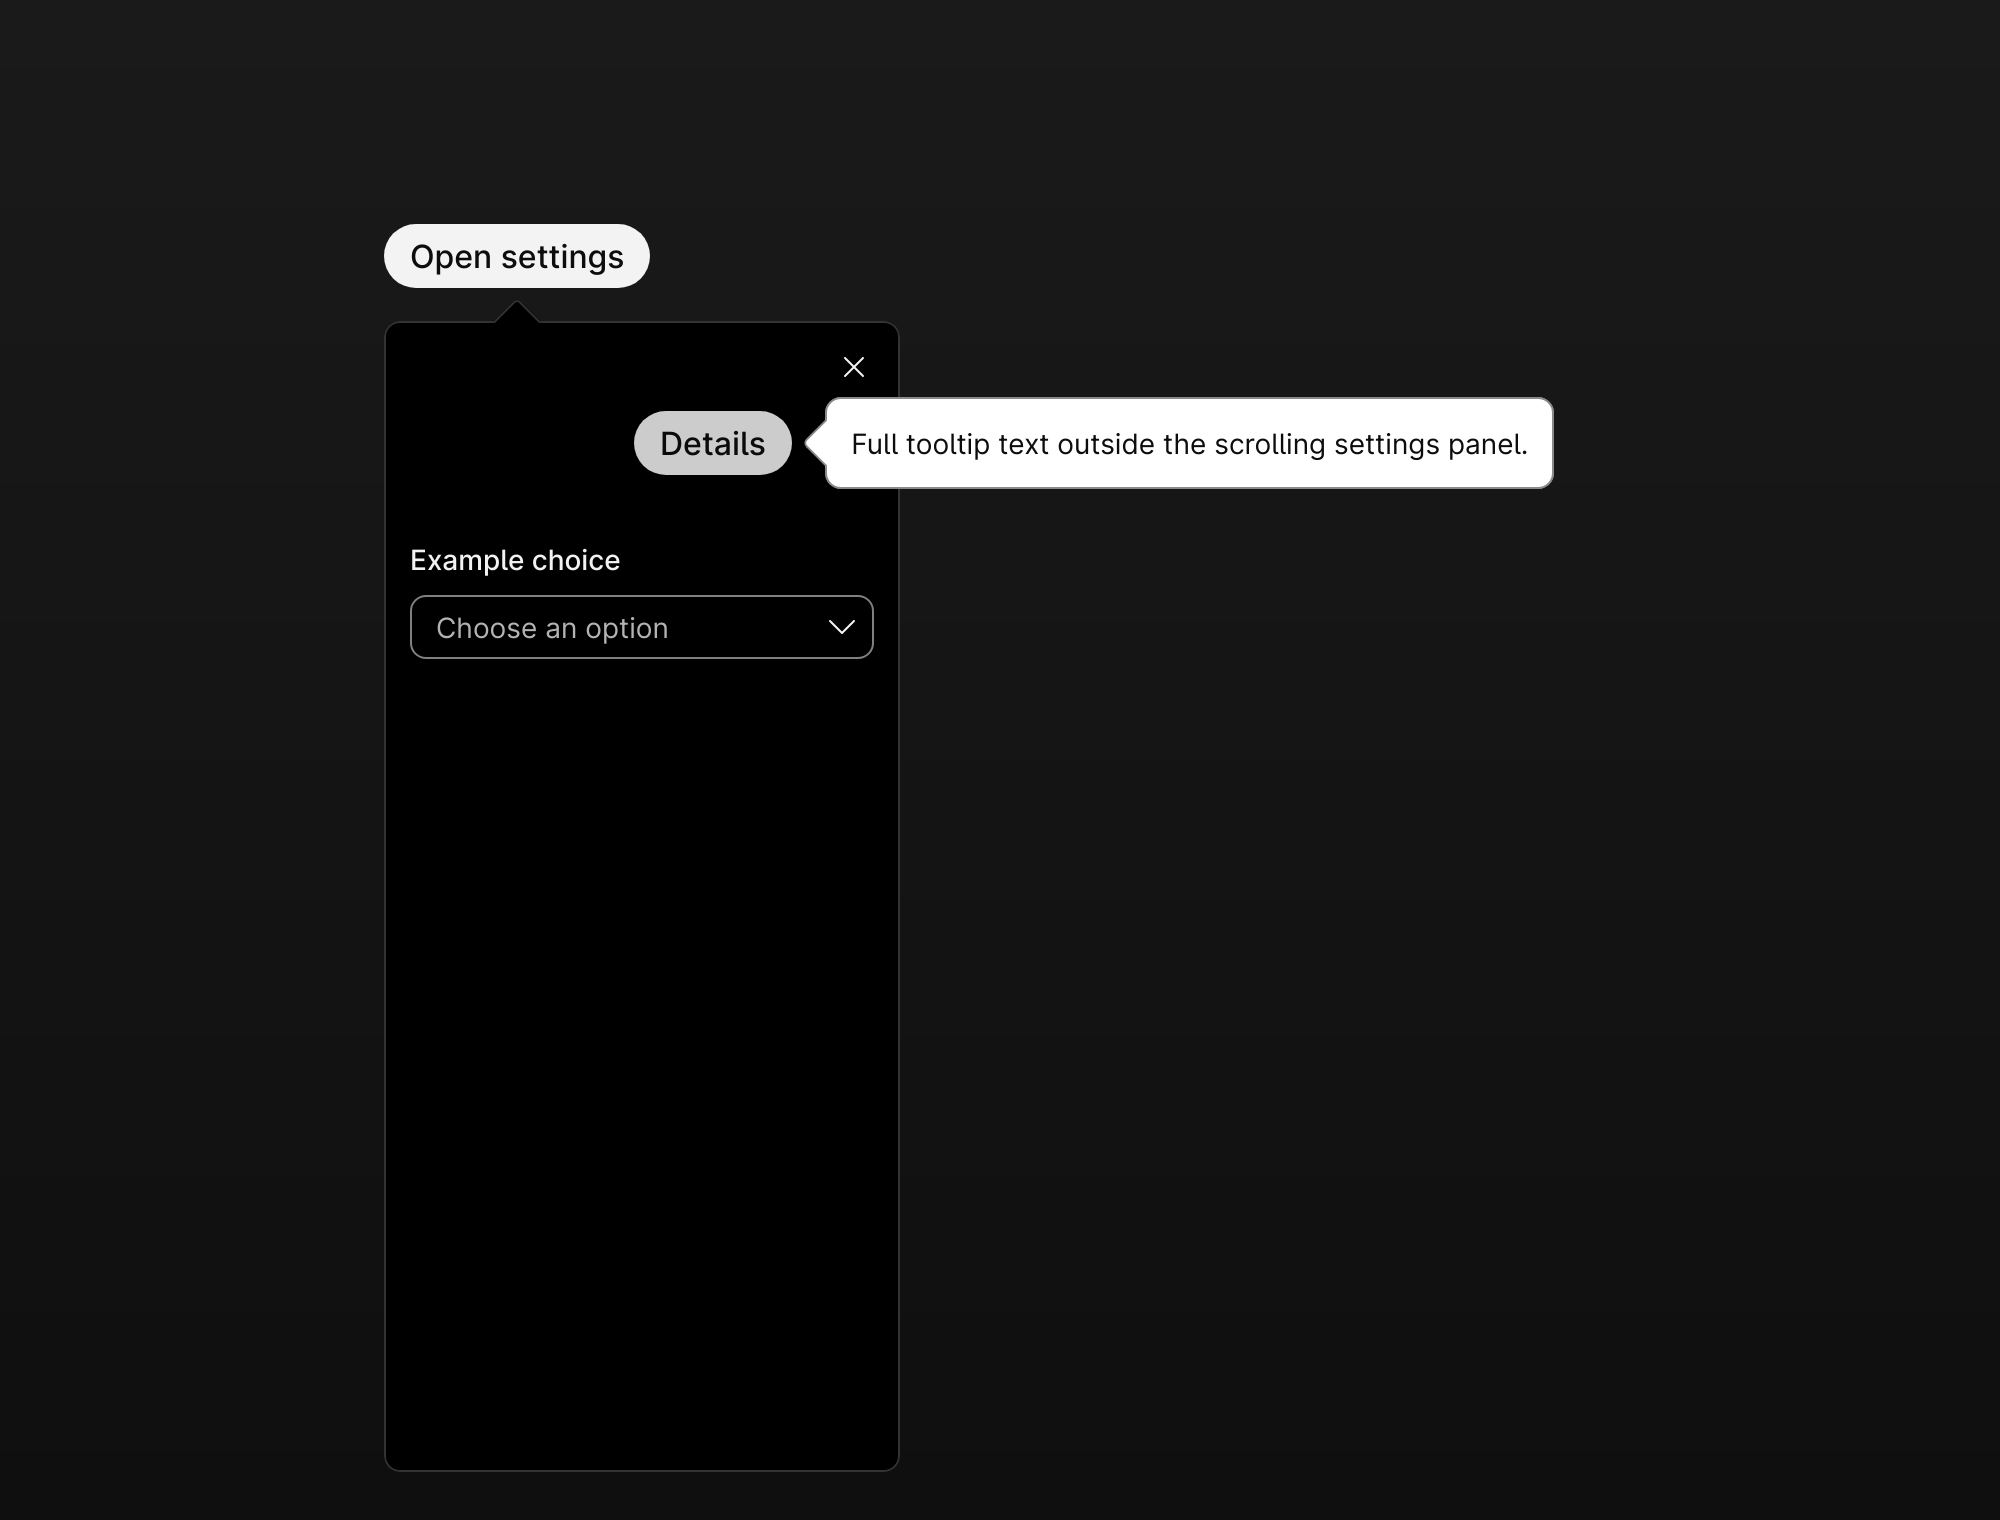 Open settings
Details
Full tooltip text outside the scrolling settings panel.
Example choice
Choose an option